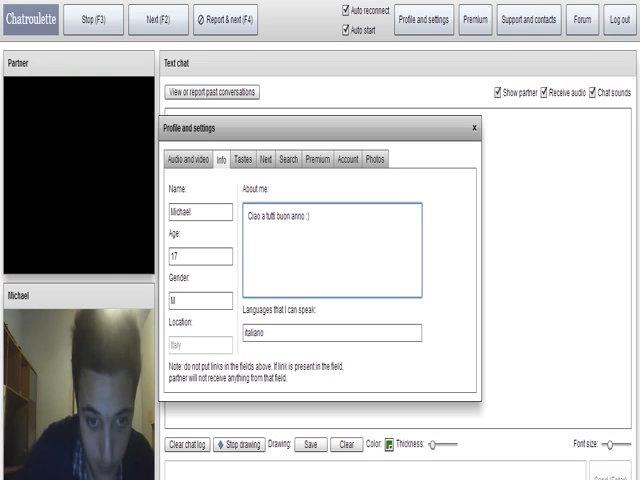 Chatroulette
Stop (F3)
Next (F2)
Report & next (F4)
Auto reconnect
Auto start
Profile and settings
Premium
Support and contacts
Forum
Log out
Partner
Text chat
View or report past conversations
Show partner
Receive audio
Chat sounds
Profile and settings
x
Audio and video
Info
Tastes
Next
Search
Premium
Account
Photos
Name:
Michael
Age:
17
Gender:
M
Location:
Italy
About me:
Ciao a tutti buon anno :)
Languages that I can speak:
Italiano
Note: do not put links in the fields above. If link is present in the field,
partner will not receive anything from that field.
Michael
Clear chat log
Stop drawing
Drawing:
Save
Clear
Color:
Thickness:
Font size: